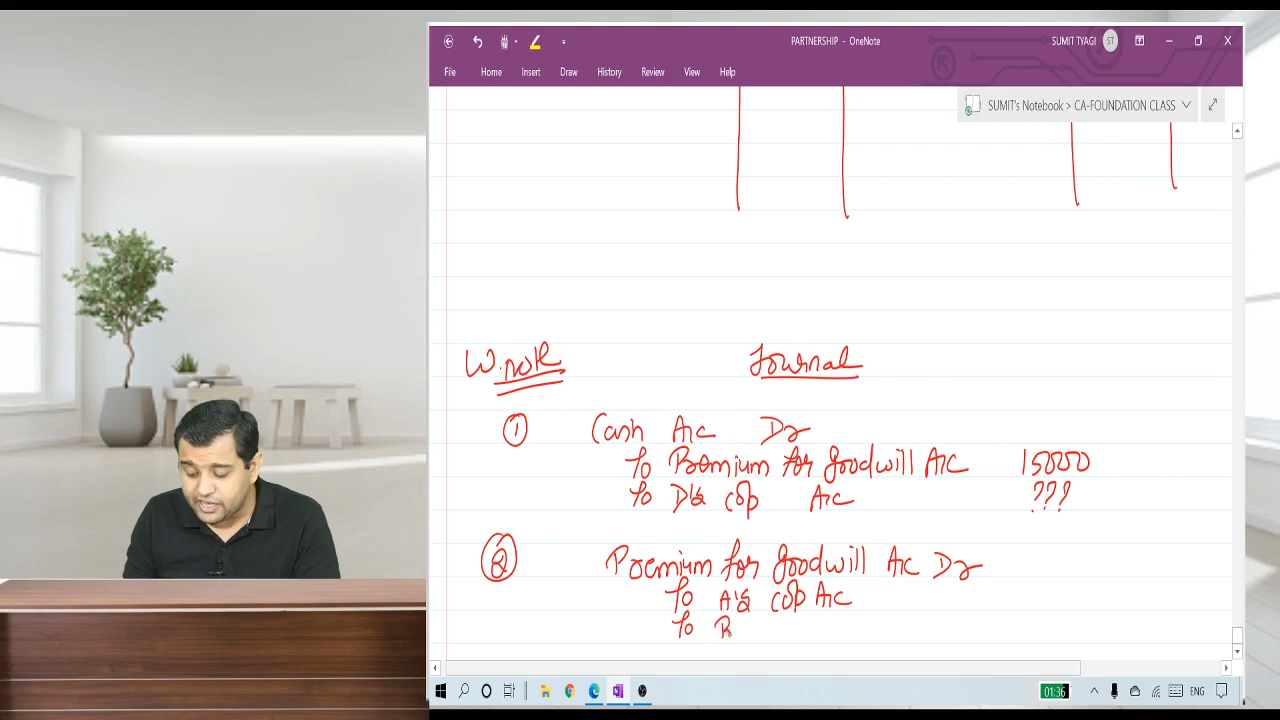 PARTNERSHIP - OneNote
SUMIT TYAGI ST
File Home Insert Draw History Review View Help
SUMIT's Notebook > CA-FOUNDATION CLASS
W.note Journal
① Cash A/c Dr
To Premium for goodwill A/c 15000
To D's cap A/c ???
② Premium for goodwill A/c Dr
To A's cap A/c
To B
01:36 ENG